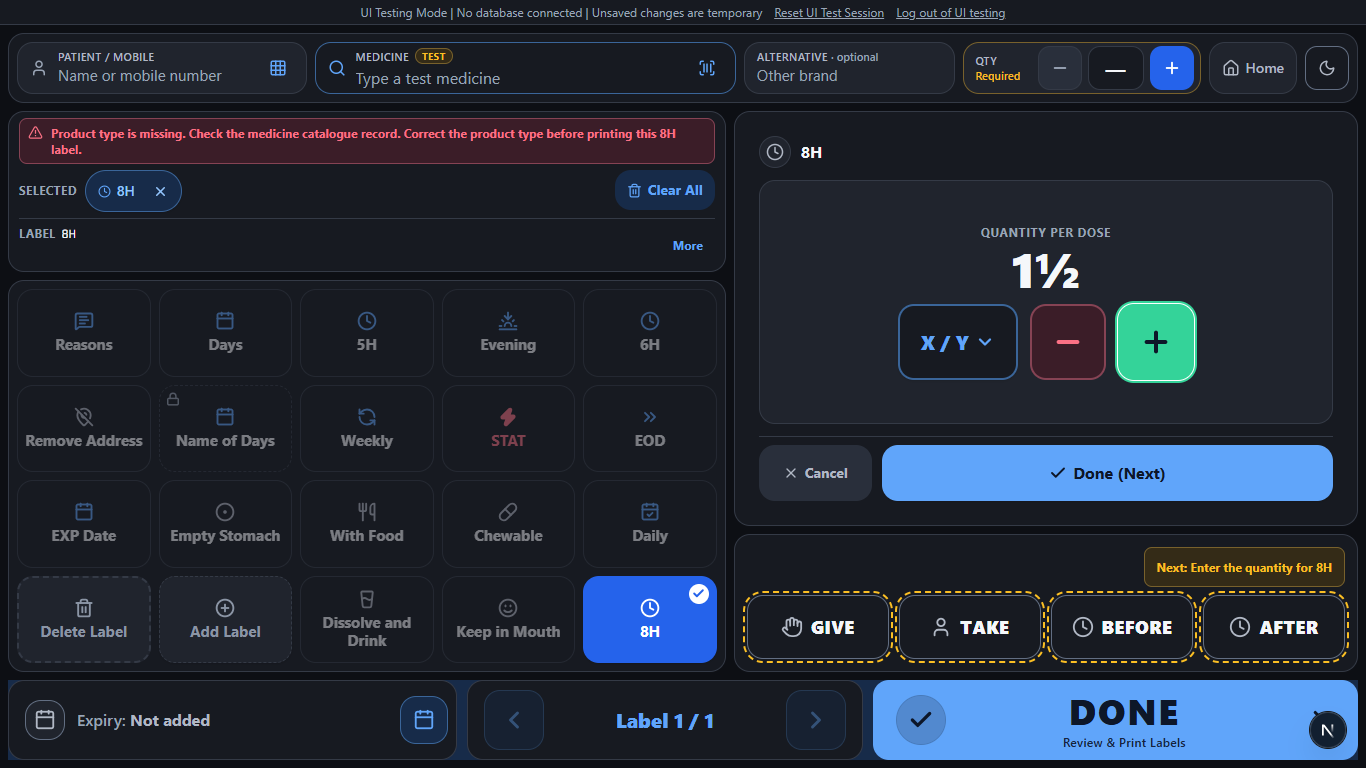 UI Testing Mode | No database connected | Unsaved changes are temporary Reset UI Test Session Log out of UI testing
PATIENT / MOBILE
Name or mobile number
MEDICINE TEST
Type a test medicine
ALTERNATIVE · optional
Other brand
QTY
Required
—
Home
Product type is missing. Check the medicine catalogue record. Correct the product type before printing this 8H
label.
SELECTED 8H
Clear All
LABEL 8H
More
8H
QUANTITY PER DOSE
1½
X / Y
Cancel
Done (Next)
Reasons
Days
5H
Evening
6H
Remove Address
Name of Days
Weekly
STAT
EOD
EXP Date
Empty Stomach
With Food
Chewable
Daily
Delete Label
Add Label
Dissolve and
Drink
Keep in Mouth
8H
Next: Enter the quantity for 8H
GIVE
TAKE
BEFORE
AFTER
Expiry: Not added
Label 1 / 1
DONE
Review & Print Labels
N